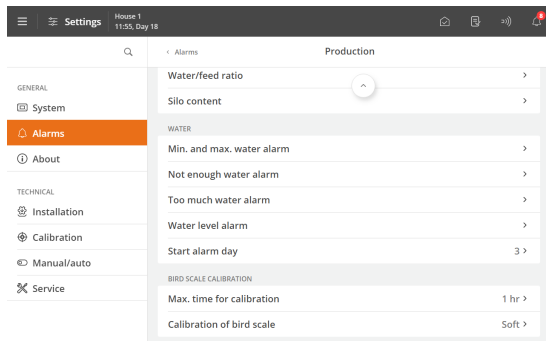 Settings
House 1
11:55, Day 18
8
< Alarms
Production
GENERAL
System
Alarms
About
TECHNICAL
Installation
Calibration
Manual/auto
Service
Water/feed ratio
Silo content
WATER
Min. and max. water alarm
Not enough water alarm
Too much water alarm
Water level alarm
Start alarm day 3
BIRD SCALE CALIBRATION
Max. time for calibration 1 hr
Calibration of bird scale Soft